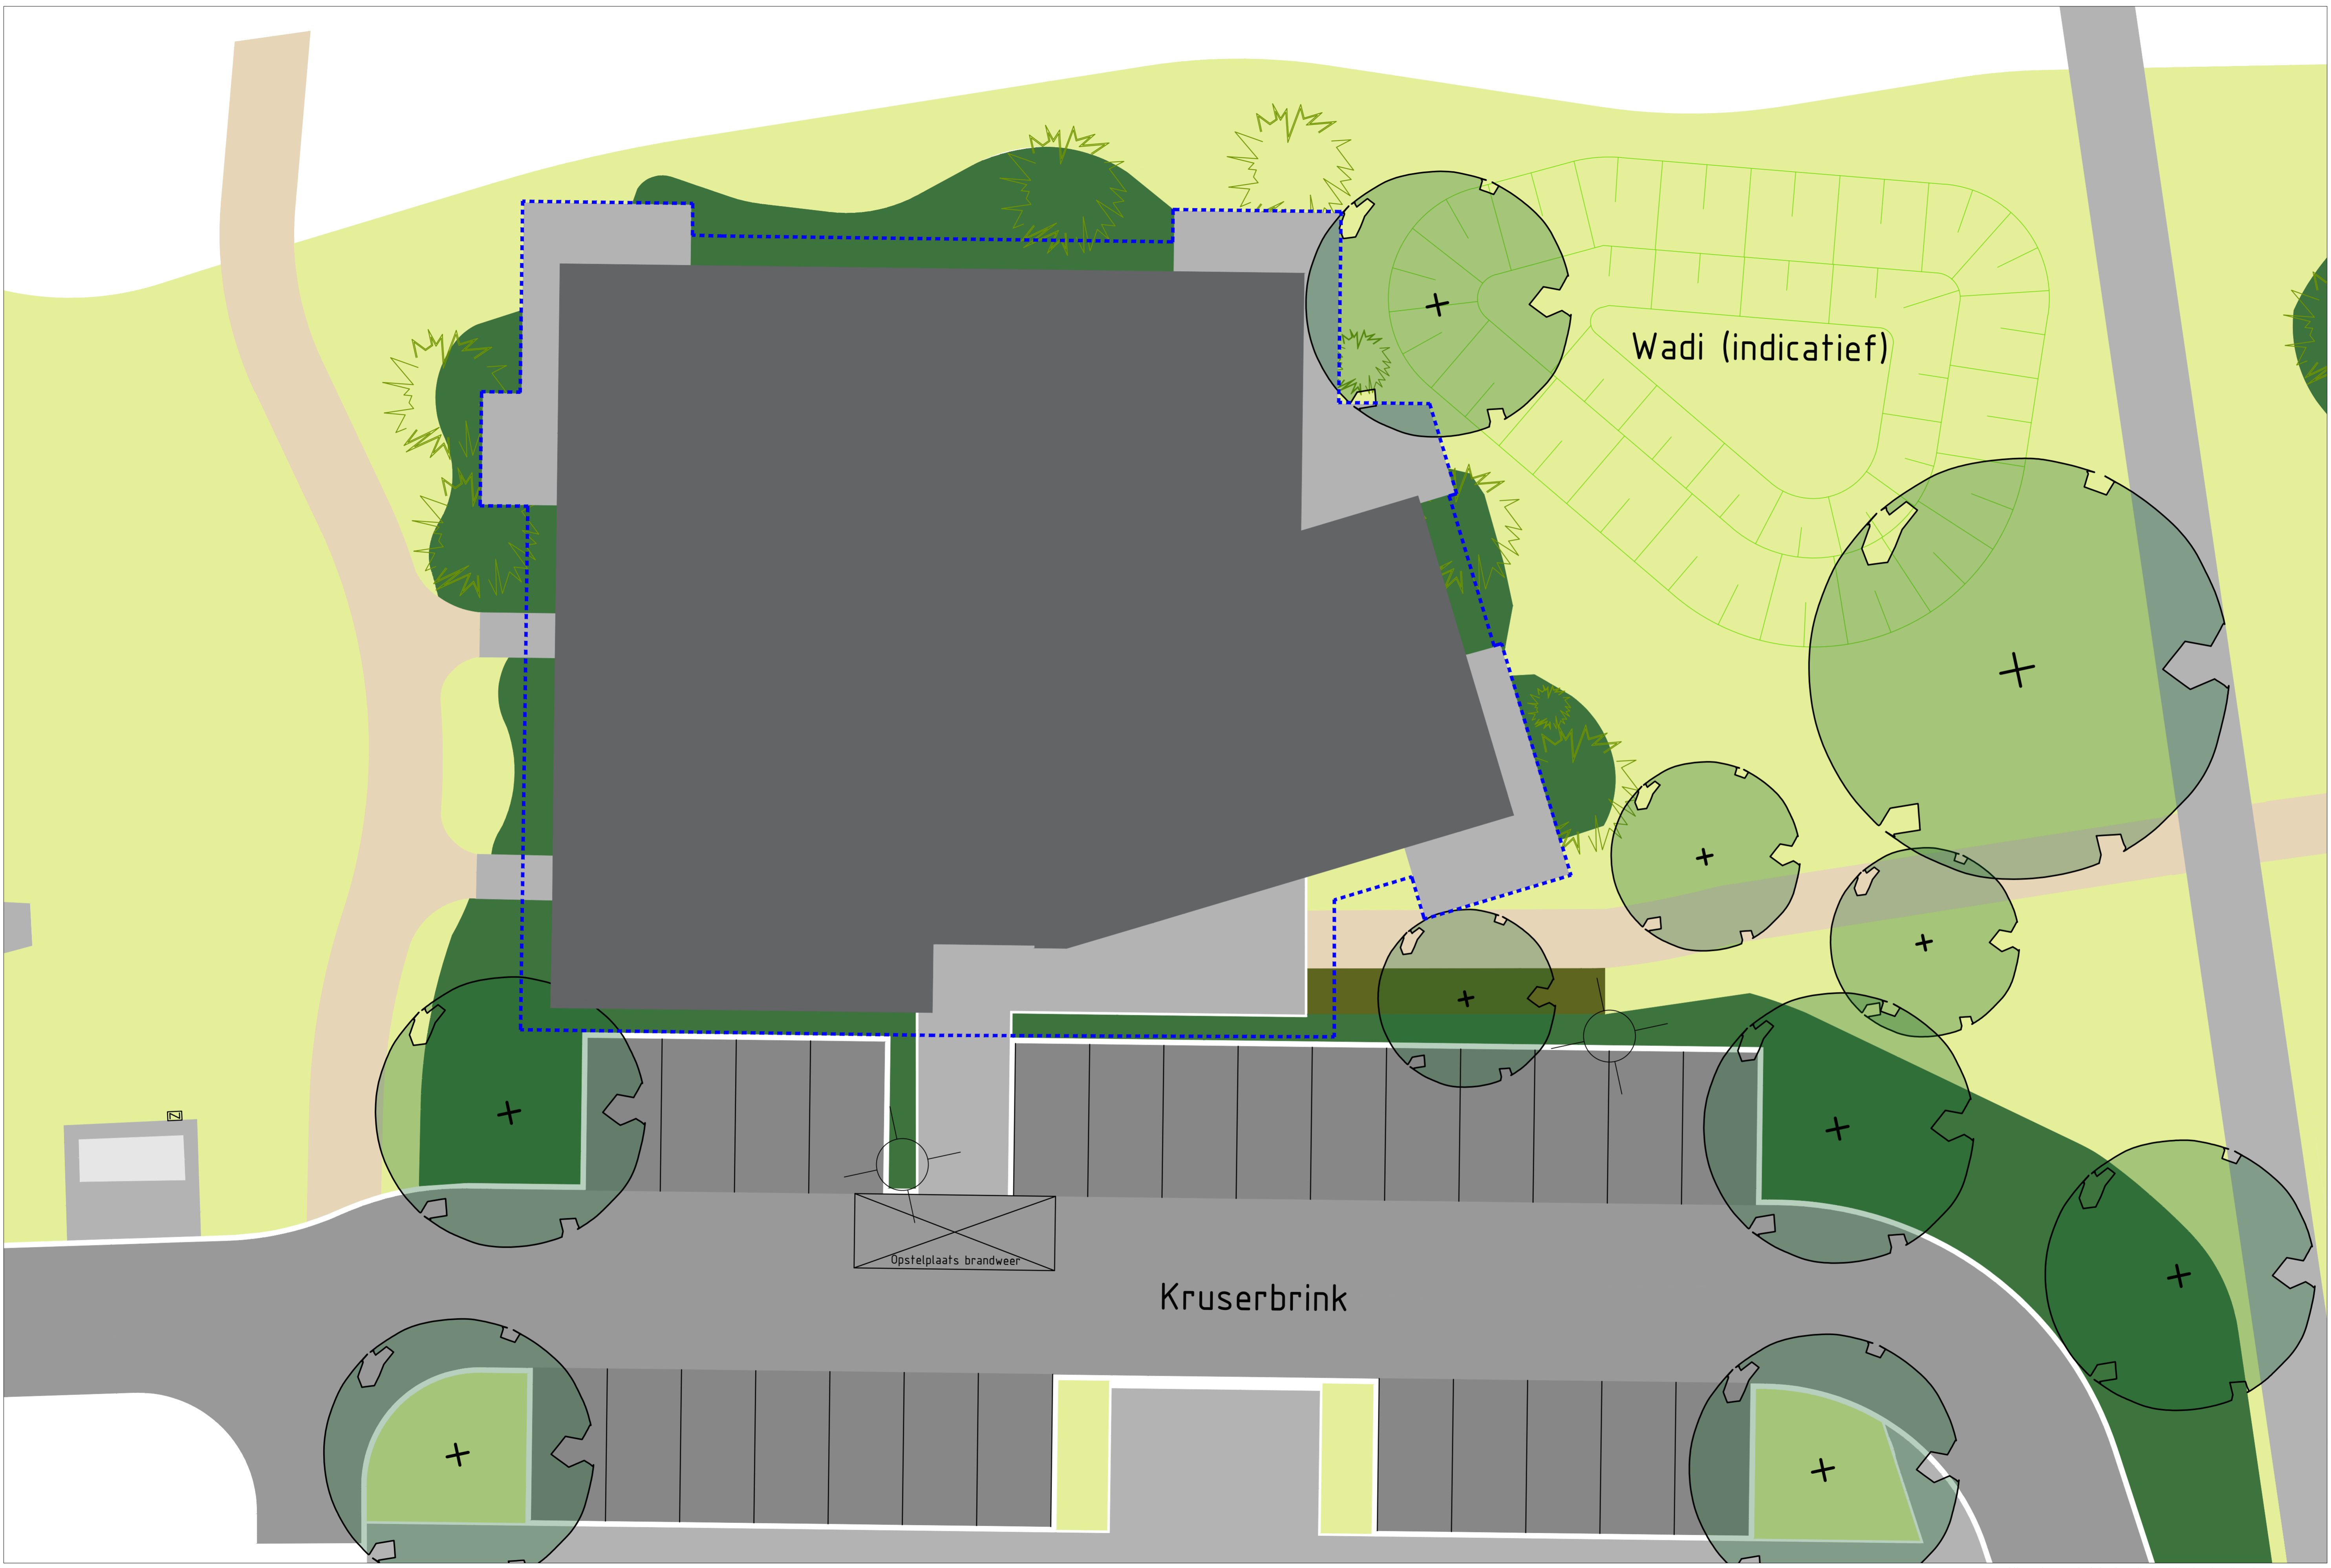 Wadi (indicatief)
Opstelplaats brandweer
Kruserbrink